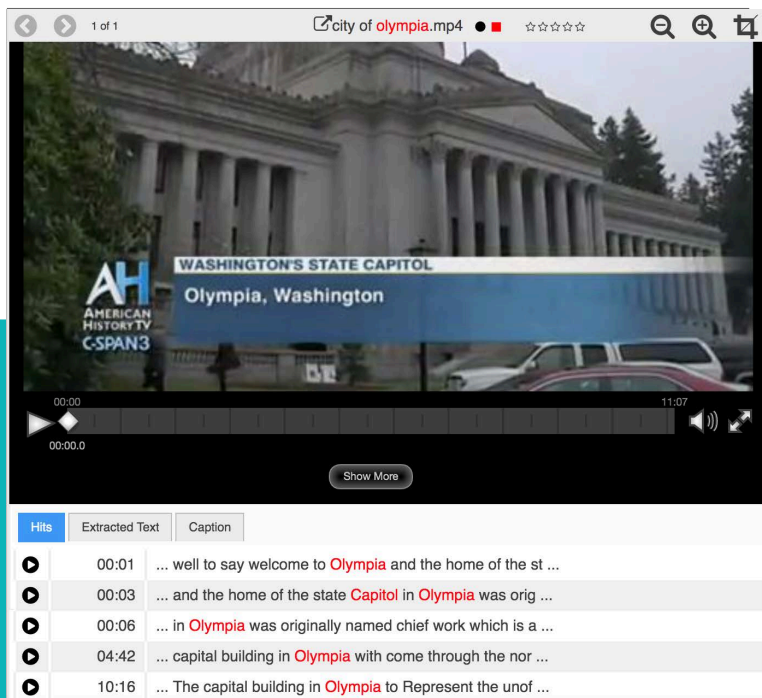 1 of 1
city of olympia.mp4
WASHINGTON'S STATE CAPITOL
Olympia, Washington
AH
AMERICAN
HISTORY TV
C-SPAN3
00:00
11:07
00:00.0
Show More
Hits Extracted Text Caption
00:01 ... well to say welcome to Olympia and the home of the st ...
00:03 ... and the home of the state Capitol in Olympia was orig ...
00:06 ... in Olympia was originally named chief work which is a ...
04:42 ... capital building in Olympia with come through the nor ...
10:16 ... The capital building in Olympia to Represent the unof ...